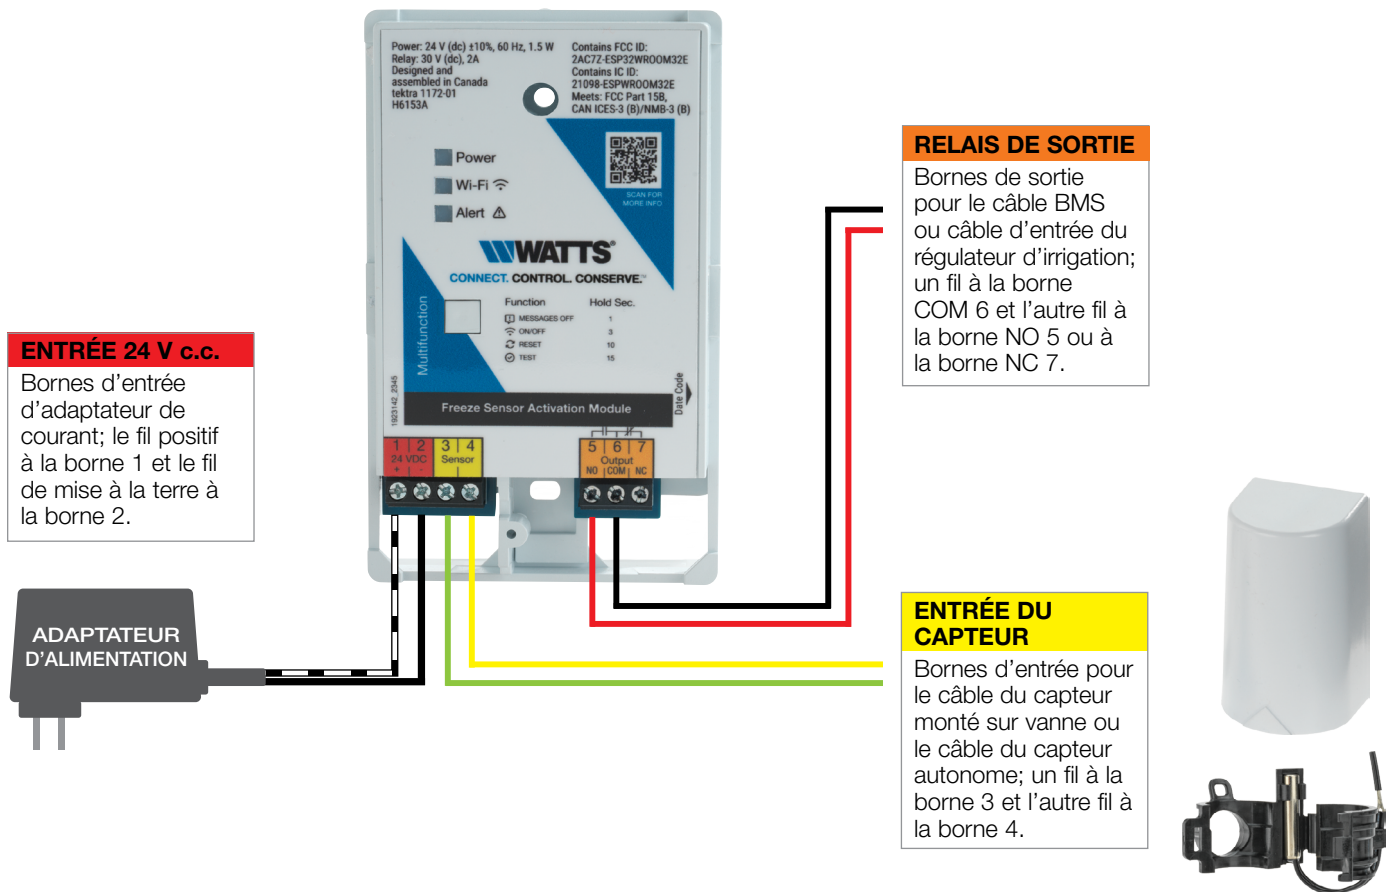 Power: 24 V (dc) ±10%, 60 Hz, 1.5 W
Relay: 30 V (dc), 2A
Designed and
assembled in Canada
tektra 1172-01
H6153A
Contains FCC ID:
2AC7Z-ESP32WROOM32E
Contains IC ID:
21098-ESPWROOM32E
Meets: FCC Part 15B,
CAN ICES-3 (B)/NMB-3 (B)
Power
Wi-Fi
Alert
SCAN FOR
MORE INFO
WATTS®
CONNECT. CONTROL. CONSERVE.™
Multifunction
Function Hold Sec.
MESSAGES OFF 1
ON/OFF 3
RESET 10
TEST 15
1923142_2345
Date Code
Freeze Sensor Activation Module
1 2 3 4
24 VDC Sensor
+ -
5 6 7
Output
NO COM NC
ENTRÉE 24 V c.c.
Bornes d’entrée
d’adaptateur de
courant; le fil positif
à la borne 1 et le fil
de mise à la terre à
la borne 2.
ADAPTATEUR
D’ALIMENTATION
RELAIS DE SORTIE
Bornes de sortie
pour le câble BMS
ou câble d’entrée du
régulateur d’irrigation;
un fil à la borne
COM 6 et l’autre fil à
la borne NO 5 ou à
la borne NC 7.
ENTRÉE DU
CAPTEUR
Bornes d’entrée pour
le câble du capteur
monté sur vanne ou
le câble du capteur
autonome; un fil à la
borne 3 et l’autre fil à
la borne 4.